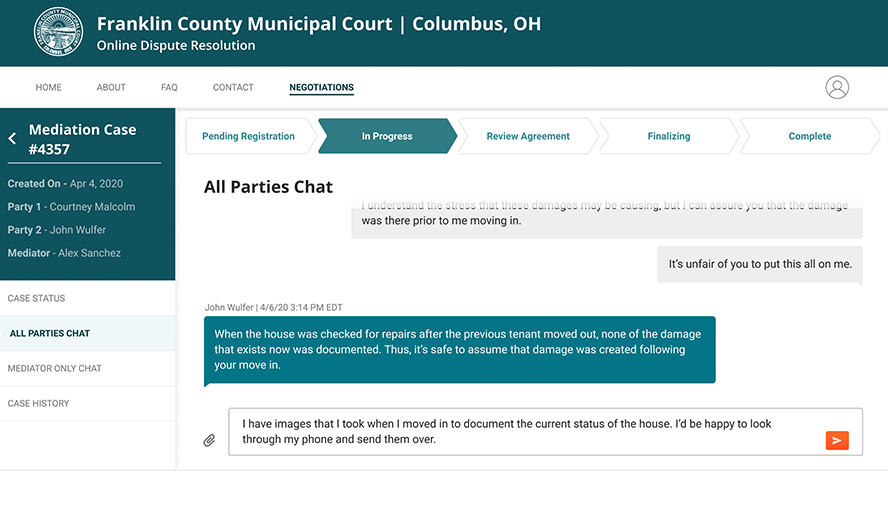 Franklin County Municipal Court | Columbus, OH
Online Dispute Resolution
HOME
ABOUT
FAQ
CONTACT
NEGOTIATIONS
Mediation Case
#4357
Created On - Apr 4, 2020
Party 1 - Courtney Malcolm
Party 2 - John Wulfer
Mediator - Alex Sanchez
CASE STATUS
ALL PARTIES CHAT
MEDIATOR ONLY CHAT
CASE HISTORY
Pending Registration
In Progress
Review Agreement
Finalizing
Complete
All Parties Chat
I understand the stress that these damages may be causing, but I can assure you that the damage
was there prior to me moving in.
It's unfair of you to put this all on me.
John Wulfer | 4/6/20 3:14 PM EDT
When the house was checked for repairs after the previous tenant moved out, none of the damage
that exists now was documented. Thus, it's safe to assume that damage was created following
your move in.
I have images that I took when I moved in to document the current status of the house. I'd be happy to look
through my phone and send them over.